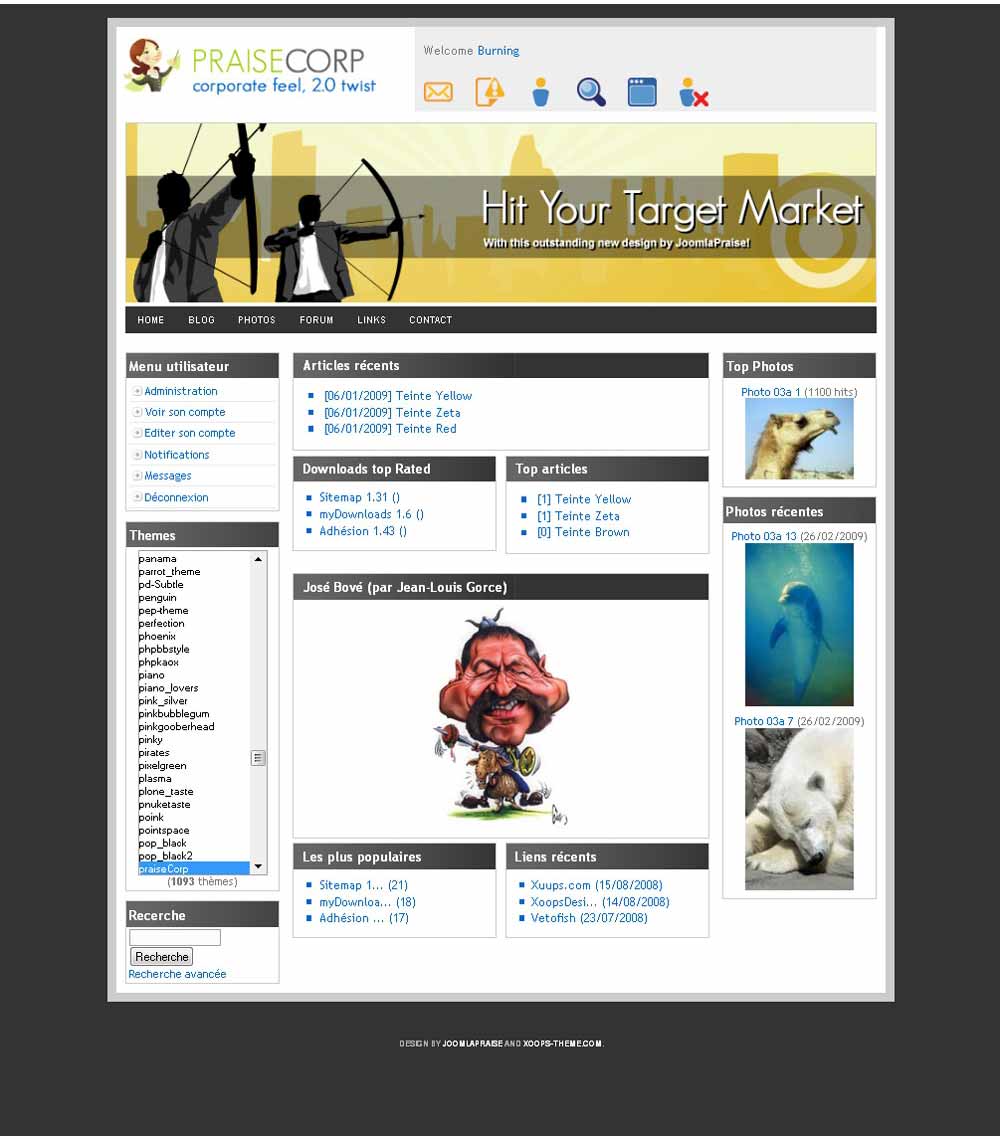 PRAISECORP
corporate feel, 2.0 twist
Welcome Burning
Hit Your Target Market
With this outstanding new design by JoomlaPraise!
HOME BLOG PHOTOS FORUM LINKS CONTACT
Menu utilisateur
Administration
Voir son compte
Editer son compte
Notifications
Messages
Déconnexion
Themes
panama
parrot_theme
pd-Subtle
penguin
pep-theme
perfection
phoenix
phpbbstyle
phpkaox
piano
piano_lovers
pink_silver
pinkbubblegum
pinkgooberhead
pinky
pirates
pixelgreen
plasma
plone_taste
pnuketaste
poink
pointspace
pop_black
pop_black2
praiseCorp
(1093 thèmes)
Recerche
Recherche
Recherche avancée
Articles récents
[06/01/2009] Teinte Yellow
[06/01/2009] Teinte Zeta
[06/01/2009] Teinte Red
Downloads top Rated
Sitemap 1.31 ()
myDownloads 1.6 ()
Adhésion 1.43 ()
Top articles
[1] Teinte Yellow
[1] Teinte Zeta
[0] Teinte Brown
José Bové (par Jean-Louis Gorce)
Les plus populaires
Sitemap 1... (21)
myDownloa... (18)
Adhésion ... (17)
Liens récents
Xuups.com (15/08/2008)
XoopsDesi... (14/08/2008)
Vetofish (23/07/2008)
Top Photos
Photo 03a 1 (1100 hits)
Photos récentes
Photo 03a 13 (26/02/2009)
Photo 03a 7 (26/02/2009)
DESIGN BY JOOMLAPRAISE AND XOOPS-THEME.COM.